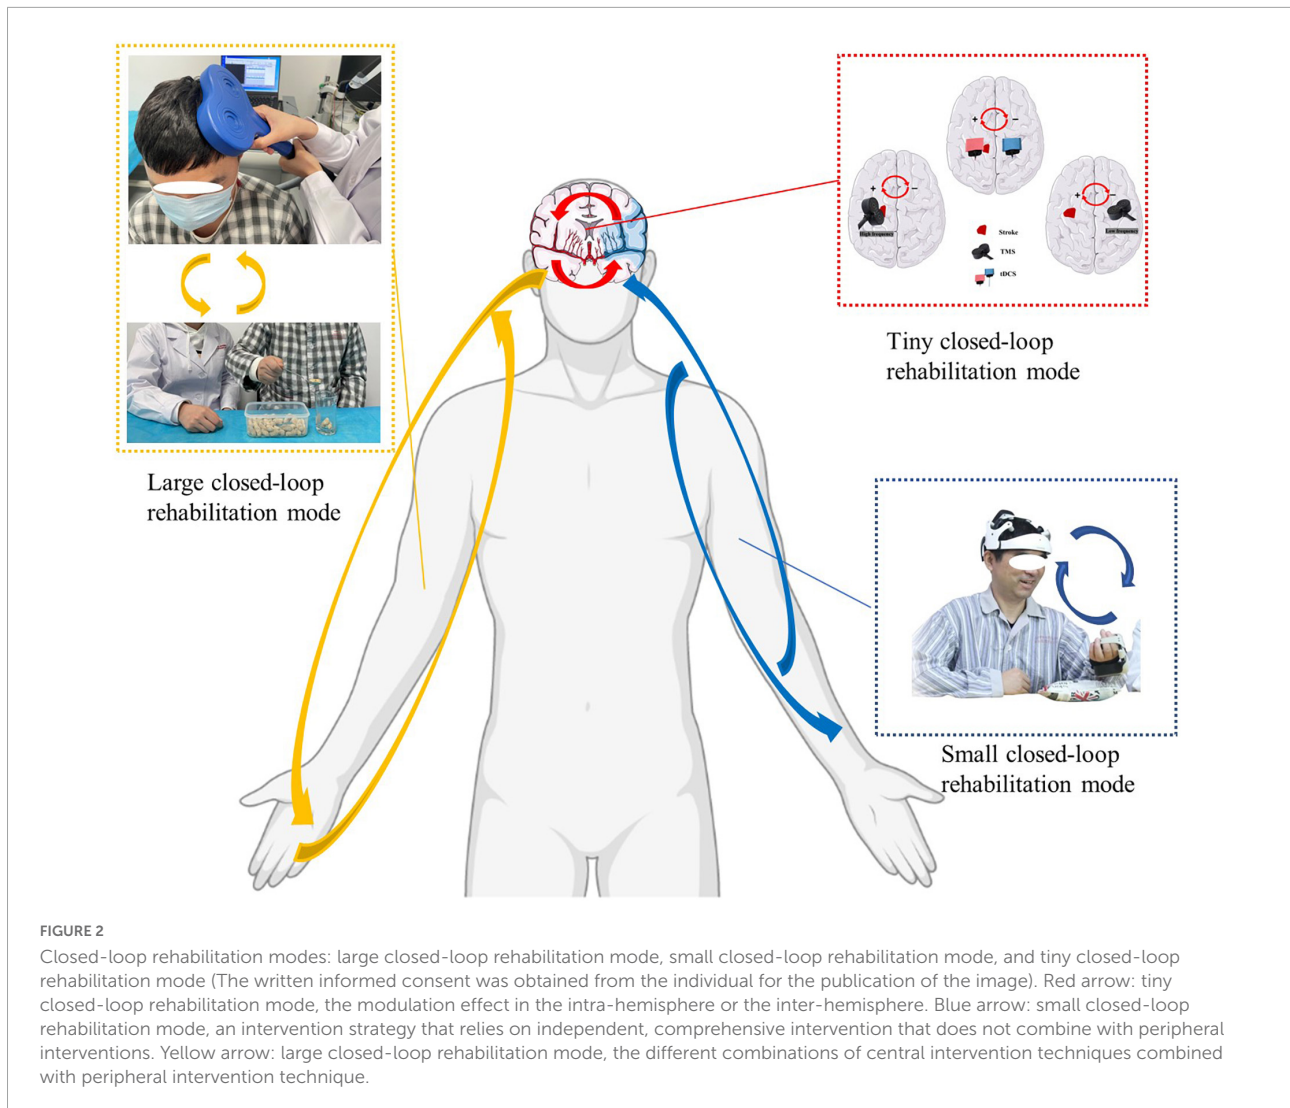 High frequency
+
−
+
−
+
−
Low frequency
Stroke
TMS
tDCS
Tiny closed-loop
rehabilitation mode
Large closed-loop
rehabilitation mode
Small closed-loop
rehabilitation mode
FIGURE 2
Closed-loop rehabilitation modes: large closed-loop rehabilitation mode, small closed-loop rehabilitation mode, and tiny closed-loop
rehabilitation mode (The written informed consent was obtained from the individual for the publication of the image). Red arrow: tiny
closed-loop rehabilitation mode, the modulation effect in the intra-hemisphere or the inter-hemisphere. Blue arrow: small closed-loop
rehabilitation mode, an intervention strategy that relies on independent, comprehensive intervention that does not combine with peripheral
interventions. Yellow arrow: large closed-loop rehabilitation mode, the different combinations of central intervention techniques combined
with peripheral intervention technique.